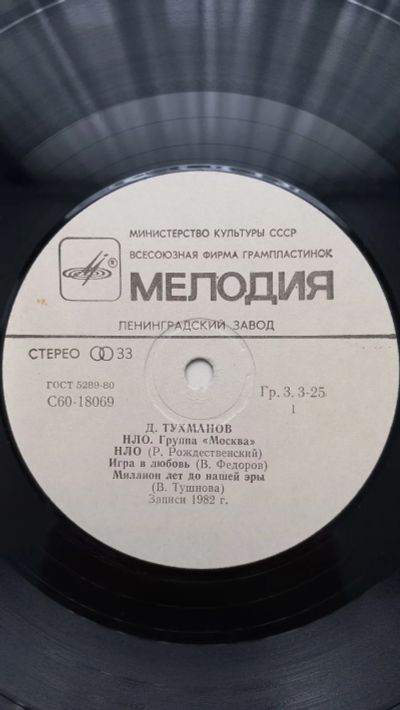 МИНИСТЕРСТВО КУЛЬТУРЫ СССР
ВСЕСОЮЗНАЯ ФИРМА ГРАМПЛАСТИНОК
МЕЛОДИЯ
ЛЕНИНГРАДСКИЙ ЗАВОД
СТЕРЕО 33
ГОСТ 5289-80
С60-18069
Гр. 3. 3-25
1
Д. ТУХМАНОВ
НЛО. Группа «Москва»
НЛО (Р. Рождественский)
Игра в любовь (В. Федоров)
Миллион лет до нашей эры
(В. Тушнова)
Записи 1982 г.